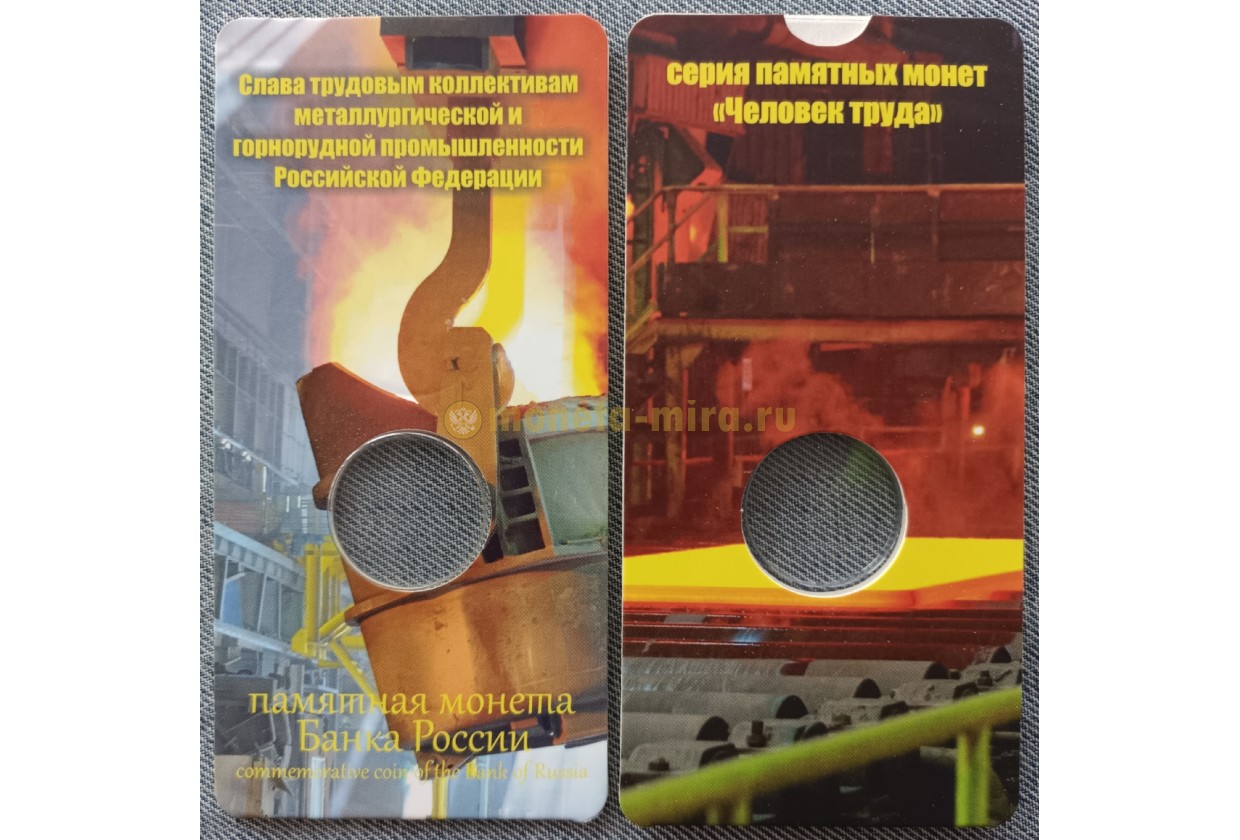 Слава трудовым коллективам
металлургической и
горнорудной промышленности
Российской Федерации
памятная монета
Банка России
commemorative coin of the Bank of Russia
серия памятных монет
«Человек труда»
moneta-mira.ru